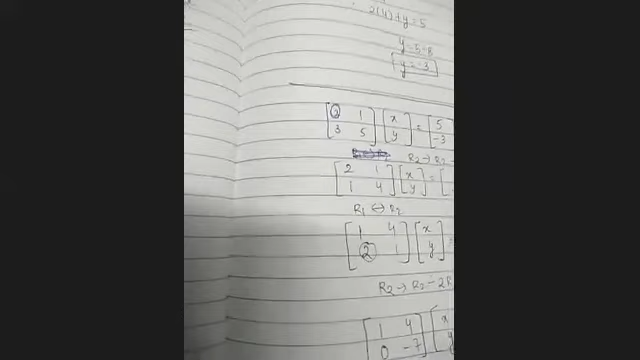 2(4)+y=5
y=5-8
y=-3
[2 1; 3 5] [x y] = [5 -3
R2→R2-
[2 1; 1 4] [x y] = [
R1↔R2
[1 4; 2 1] [x y] =
R2→R2-2R
[1 4; 0 -7] [x y